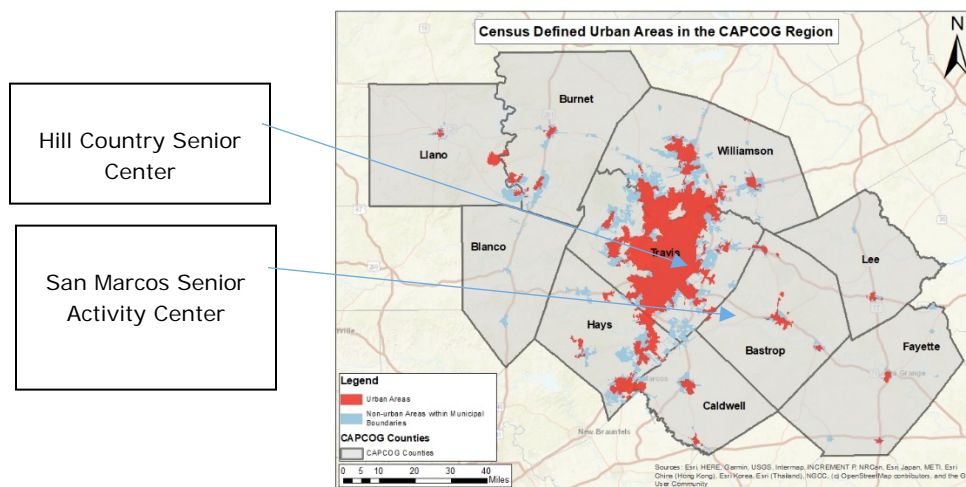 Census Defined Urban Areas in the CAPCOG Region
N
Hill Country Senior
Center
San Marcos Senior
Activity Center
Burnet
Llano
Williamson
Blanco
Travis
Lee
Hays
Bastrop
Fayette
Caldwell
New Braunfels
Legend
Urban Areas
Non-urban Areas within Municipal
Boundaries
CAPCOG Counties
CAPCOG Counties
0 5 10 20 30 40
Miles
Sources: Esri, HERE, Garmin, USGS, Intermap, INCREMENT P, NRCan, Esri Japan, METI, Esri
China (Hong Kong), Esri Korea, Esri (Thailand), NGCC, (c) OpenStreetMap contributors, and the G
User Community